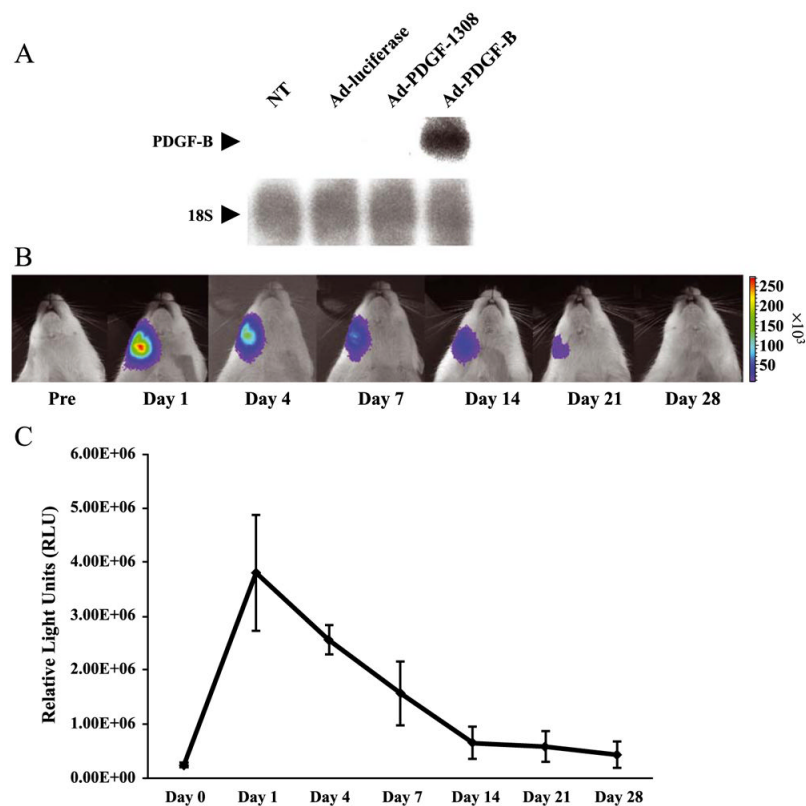 A
NT
Ad-luciferase
Ad-PDGF-1308
Ad-PDGF-B
PDGF-B
18S
B
250
200
150
100
50
×10³
Pre
Day 1
Day 4
Day 7
Day 14
Day 21
Day 28
C
Relative Light Units (RLU)
6.00E+06
5.00E+06
4.00E+06
3.00E+06
2.00E+06
1.00E+06
0.00E+00
Day 0
Day 1
Day 4
Day 7
Day 14
Day 21
Day 28